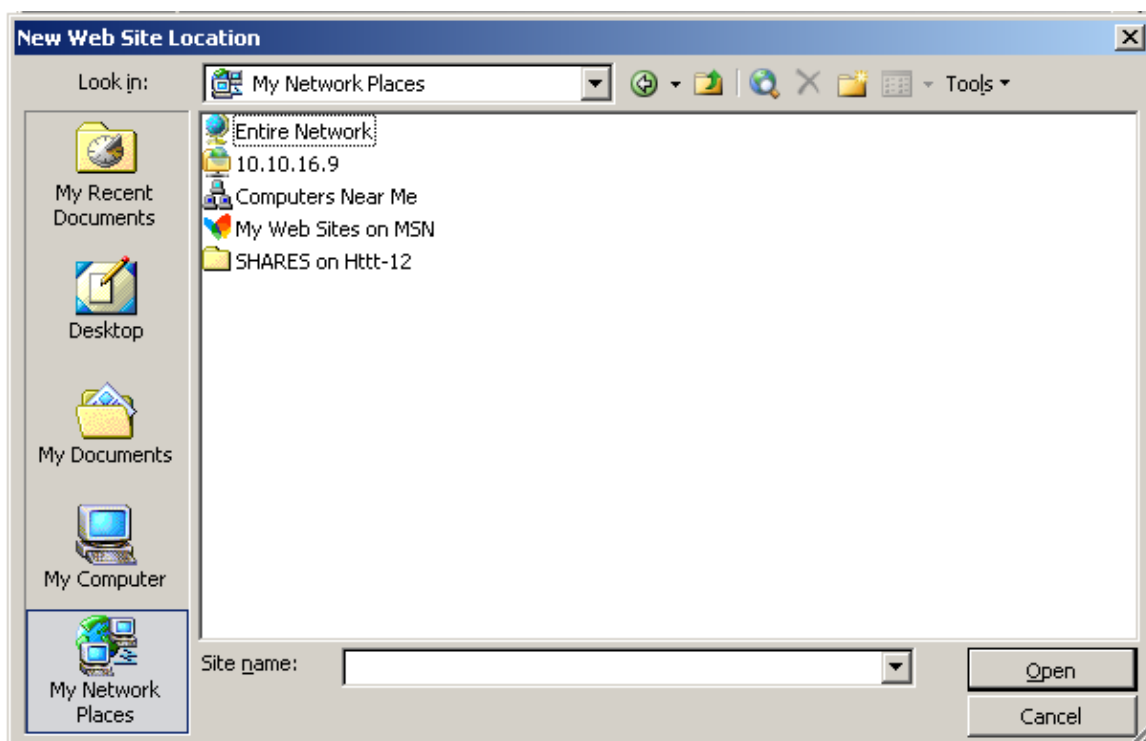 New Web Site Location
Look in:
My Network Places
Tools
My Recent
Documents
Desktop
My Documents
My Computer
My Network
Places
Entire Network
10.10.16.9
Computers Near Me
My Web Sites on MSN
SHARES on Httt-12
Site name:
Open
Cancel